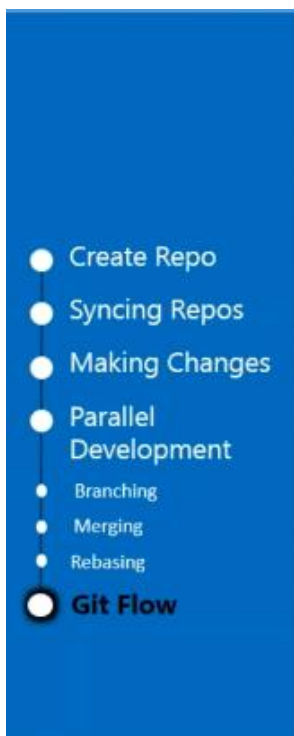 Create Repo
Syncing Repos
Making Changes
Parallel
Development
Branching
Merging
Rebasing
Git Flow